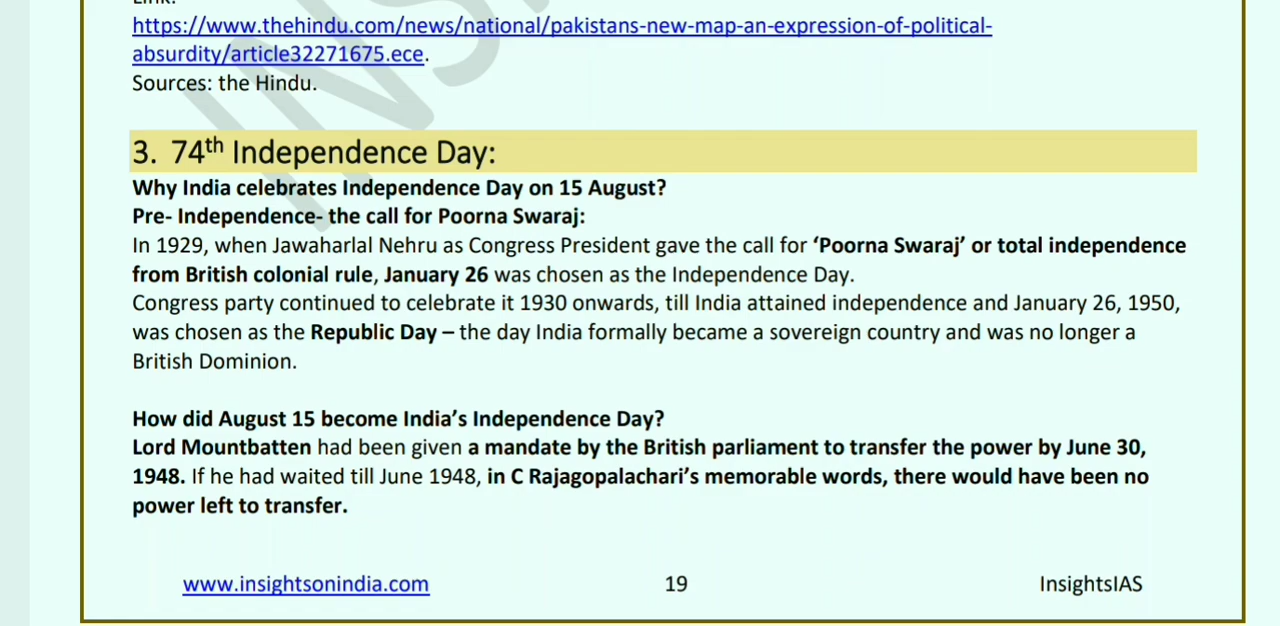 https://www.thehindu.com/news/national/pakistans-new-map-an-expression-of-political-
absurdity/article32271675.ece.
Sources: the Hindu.
3. 74th Independence Day:
Why India celebrates Independence Day on 15 August?
Pre- Independence- the call for Poorna Swaraj:
In 1929, when Jawaharlal Nehru as Congress President gave the call for ‘Poorna Swaraj’ or total independence
from British colonial rule, January 26 was chosen as the Independence Day.
Congress party continued to celebrate it 1930 onwards, till India attained independence and January 26, 1950,
was chosen as the Republic Day – the day India formally became a sovereign country and was no longer a
British Dominion.
How did August 15 become India’s Independence Day?
Lord Mountbatten had been given a mandate by the British parliament to transfer the power by June 30,
1948. If he had waited till June 1948, in C Rajagopalachari’s memorable words, there would have been no
power left to transfer.
www.insightsonindia.com 19 InsightsIAS